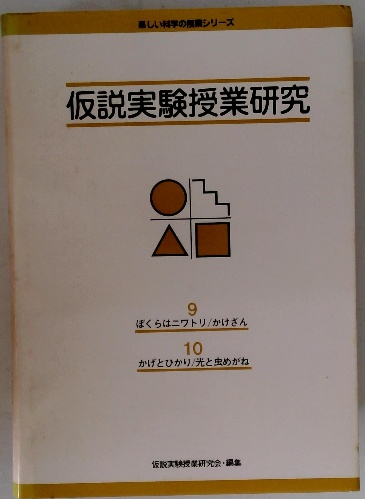 楽しい科学の授業シリーズ
仮説実験授業研究
9
ぼくらはニワトリ/かけざん
10
かげとひかり/光と虫めがね
仮説実験授業研究会・編集